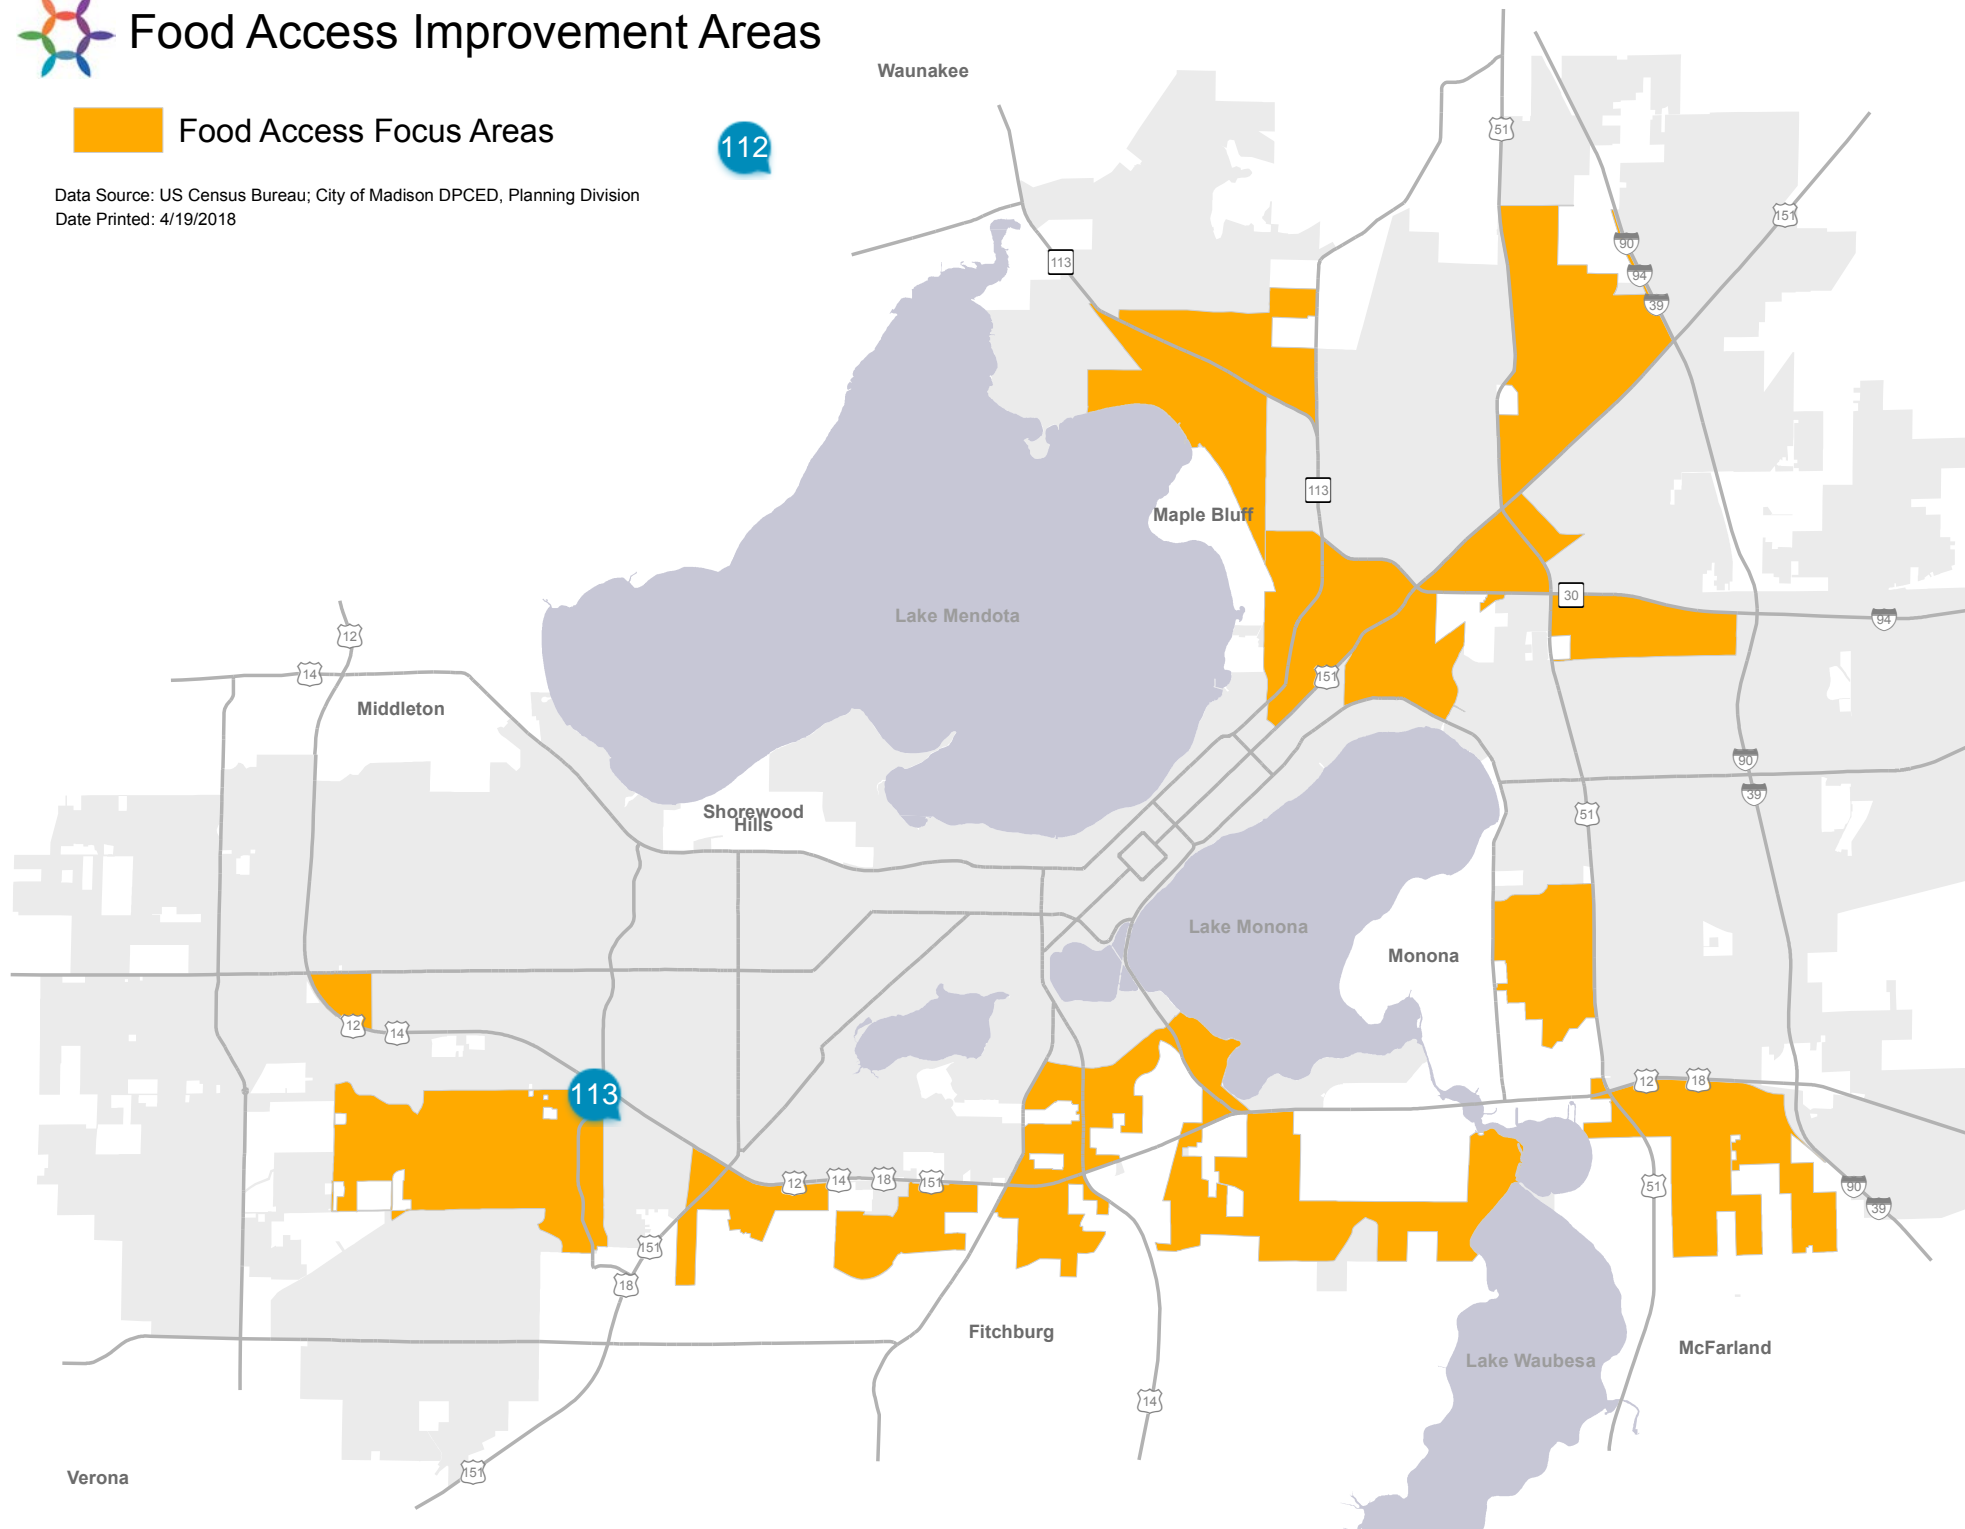 Food Access Improvement Areas
Waunakee
Food Access Focus Areas
112
51
Data Source: US Census Bureau; City of Madison DPCED, Planning Division
Date Printed: 4/19/2018
151
90
113
94
39
113
Maple Bluff
30
Lake Mendota
94
12
14
151
Middleton
90
39
Shorewood
Hills
51
Lake Monona
Monona
12
14
113
12
18
12
14
18
151
51
90
39
151
18
Fitchburg
McFarland
Lake Waubesa
14
151
Verona